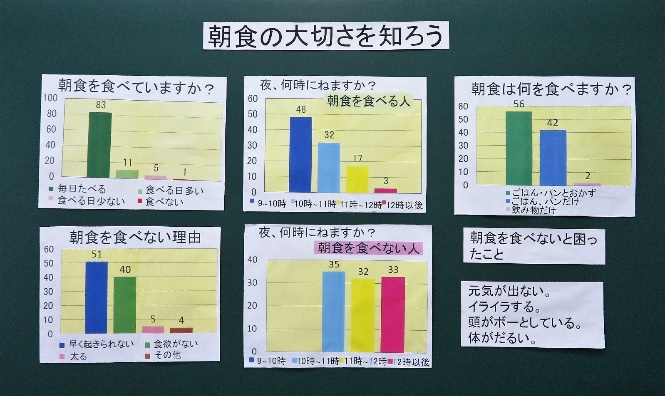 朝食の大切さを知ろう
朝食を食べていますか?
100
80
60
40
20
0
83
11
5
1
毎日たべる
食べる日多い
食べる日少ない
食べない
夜、何時にねますか?
朝食を食べる人
60
50
40
30
20
10
0
48
32
17
3
9~10時
10~11時
11時~12時
12時以後
朝食は何を食べますか?
60
50
40
30
20
10
0
56
42
2
ごはん・パンとおかず
ごはん、パンだけ
飲み物だけ
朝食を食べない理由
60
50
40
30
20
10
0
51
40
5
4
早く起きられない
食欲がない
太る
その他
夜、何時にねますか?
朝食を食べない人
40
30
20
10
0
35
32
33
9~10時
10~11時
11時~12時
12時以後
朝食を食べないと困っ
たこと
元気が出ない。
イライラする。
頭がボーとしている。
体がだるい。